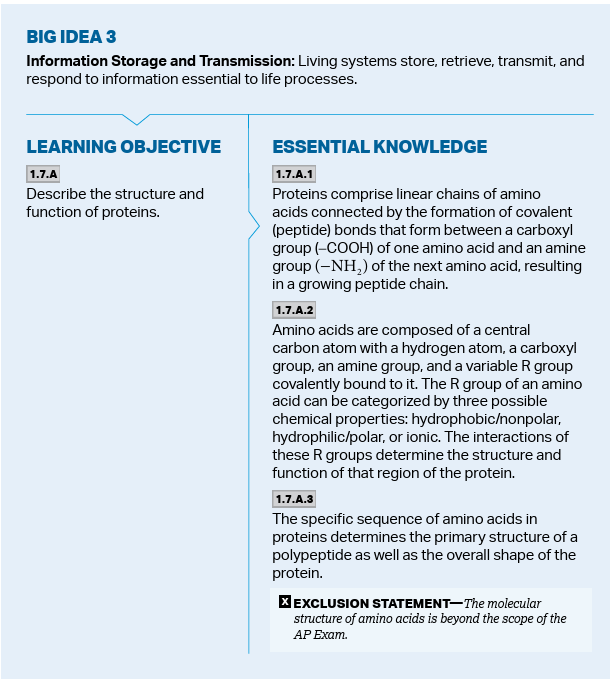 BIG IDEA 3
Information Storage and Transmission: Living systems store, retrieve, transmit, and
respond to information essential to life processes.
LEARNING OBJECTIVE
1.7.A
Describe the structure and
function of proteins.
ESSENTIAL KNOWLEDGE
1.7.A.1
Proteins comprise linear chains of amino
acids connected by the formation of covalent
(peptide) bonds that form between a carboxyl
group (–COOH) of one amino acid and an amine
group (−NH₂) of the next amino acid, resulting
in a growing peptide chain.
1.7.A.2
Amino acids are composed of a central
carbon atom with a hydrogen atom, a carboxyl
group, an amine group, and a variable R group
covalently bound to it. The R group of an amino
acid can be categorized by three possible
chemical properties: hydrophobic/nonpolar,
hydrophilic/polar, or ionic. The interactions of
these R groups determine the structure and
function of that region of the protein.
1.7.A.3
The specific sequence of amino acids in
proteins determines the primary structure of a
polypeptide as well as the overall shape of the
protein.
X EXCLUSION STATEMENT—The molecular
structure of amino acids is beyond the scope of the
AP Exam.